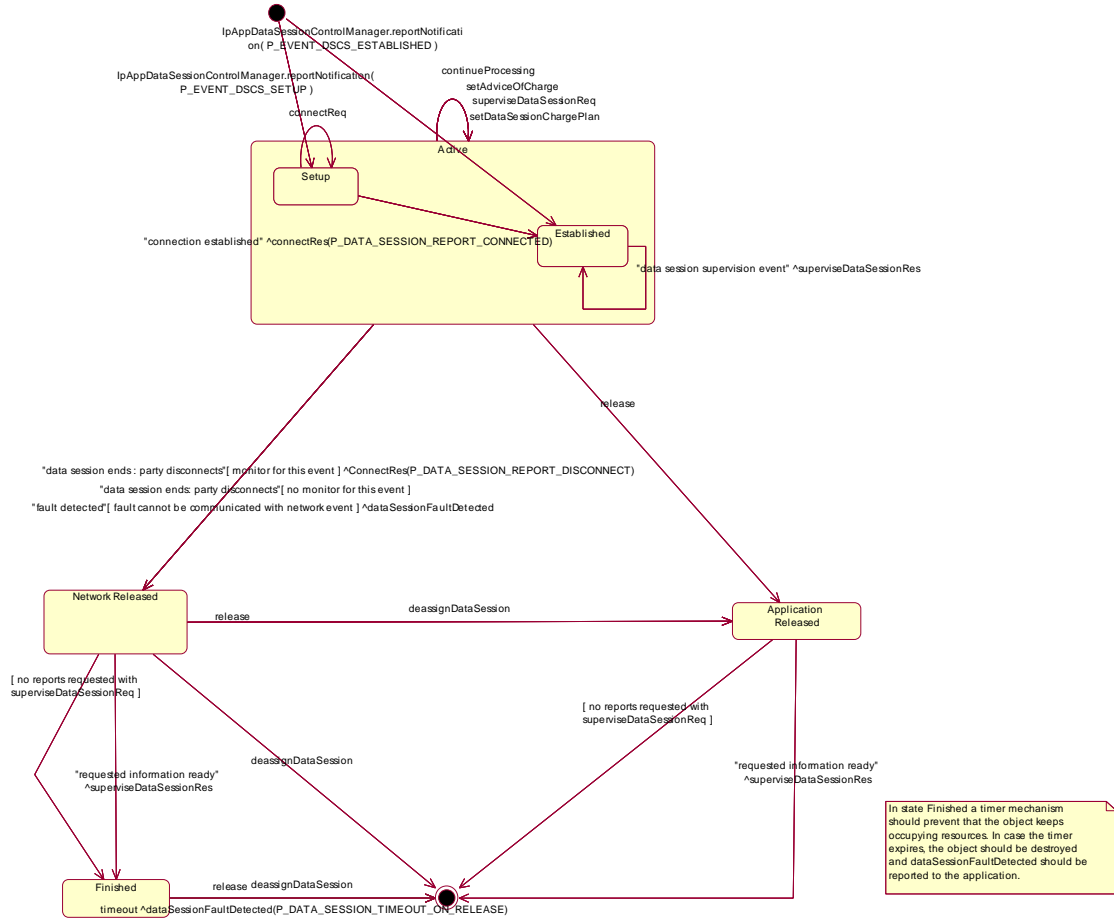 IpAppDataSessionControlManager.reportNotificati
on( P_EVENT_DSCS_ESTABLISHED )
IpAppDataSessionControlManager.reportNotification(
P_EVENT_DSCS_SETUP )
continueProcessing
setAdviceOfCharge
superviseDataSessionReq
setDataSessionChargePlan
connectReq
Active
Setup
Established
"connection established" ^connectRes(P_DATA_SESSION_REPORT_CONNECTED)
"data session supervision event" ^superviseDataSessionRes
release
"data session ends : party disconnects"[ monitor for this event ] ^ConnectRes(P_DATA_SESSION_REPORT_DISCONNECT)
"data session ends: party disconnects"[ no monitor for this event ]
"fault detected"[ fault cannot be communicated with network event ] ^dataSessionFaultDetected
Network Released
release
deassignDataSession
Application
Released
[ no reports requested with
superviseDataSessionReq ]
[ no reports requested with
superviseDataSessionReq ]
deassignDataSession
"requested information ready"
^superviseDataSessionRes
"requested information ready"
^superviseDataSessionRes
In state Finished a timer mechanism
should prevent that the object keeps
occupying resources. In case the timer
expires, the object should be destroyed
and dataSessionFaultDetected should be
reported to the application.
Finished
release
deassignDataSession
timeout ^dataSessionFaultDetected(P_DATA_SESSION_TIMEOUT_ON_RELEASE)